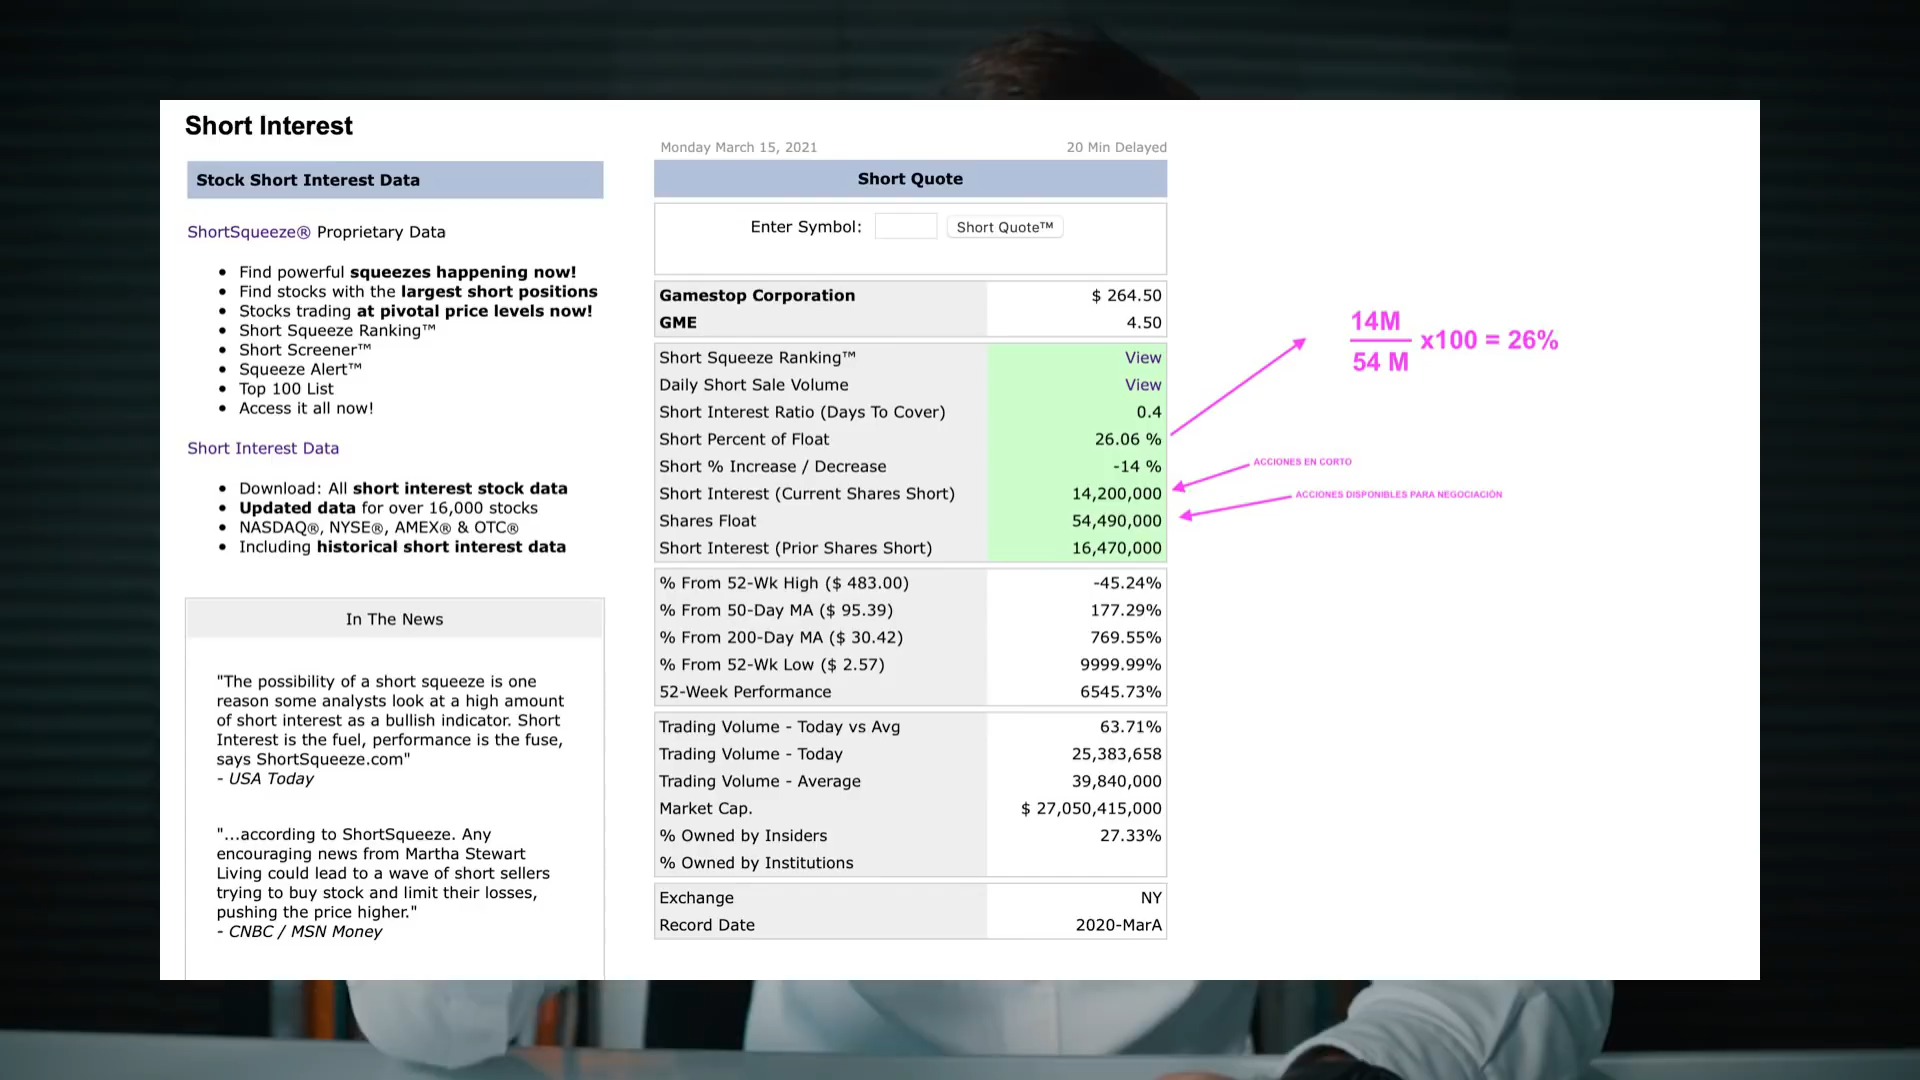 Short Interest
Stock Short Interest Data
ShortSqueeze® Proprietary Data
Find powerful squeezes happening now!
Find stocks with the largest short positions
Stocks trading at pivotal price levels now!
Short Squeeze Ranking™
Short Screener™
Squeeze Alert™
Top 100 List
Access it all now!
Short Interest Data
Download: All short interest stock data
Updated data for over 16,000 stocks
NASDAQ®, NYSE®, AMEX® & OTC®
Including historical short interest data
In The News
"The possibility of a short squeeze is one
reason some analysts look at a high amount
of short interest as a bullish indicator. Short
Interest is the fuel, performance is the fuse,
says ShortSqueeze.com"
- USA Today
"...according to ShortSqueeze. Any
encouraging news from Martha Stewart
Living could lead to a wave of short sellers
trying to buy stock and limit their losses,
pushing the price higher."
- CNBC / MSN Money
Monday March 15, 2021 20 Min Delayed
Short Quote
Enter Symbol: Short Quote™
Gamestop Corporation $ 264.50
GME 4.50
Short Squeeze Ranking™ View
Daily Short Sale Volume View
Short Interest Ratio (Days To Cover) 0.4
Short Percent of Float 26.06 %
Short % Increase / Decrease -14 %
Short Interest (Current Shares Short) 14,200,000
Shares Float 54,490,000
Short Interest (Prior Shares Short) 16,470,000
% From 52-Wk High ($ 483.00) -45.24%
% From 50-Day MA ($ 95.39) 177.29%
% From 200-Day MA ($ 30.42) 769.55%
% From 52-Wk Low ($ 2.57) 9999.99%
52-Week Performance 6545.73%
Trading Volume - Today vs Avg 63.71%
Trading Volume - Today 25,383,658
Trading Volume - Average 39,840,000
Market Cap. $ 27,050,415,000
% Owned by Insiders 27.33%
% Owned by Institutions
Exchange NY
Record Date 2020-MarA
14M
54 M
x100 = 26%
ACCIONES EN CORTO
ACCIONES DISPONIBLES PARA NEGOCIACIÓN